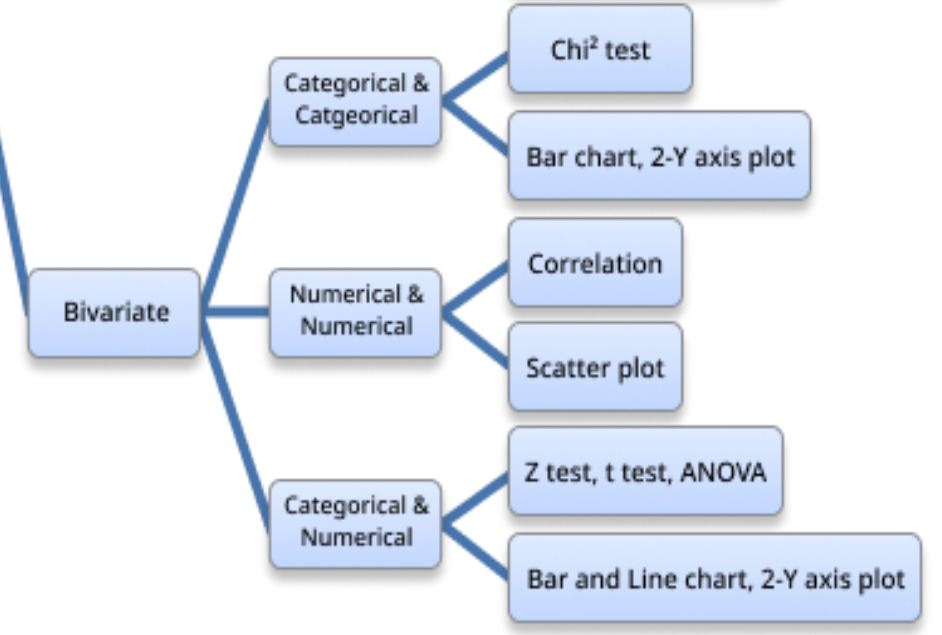 Chi² test
Categorical &
Catgeorical
Bar chart, 2-Y axis plot
Correlation
Bivariate
Numerical &
Numerical
Scatter plot
Z test, t test, ANOVA
Categorical &
Numerical
Bar and Line chart, 2-Y axis plot